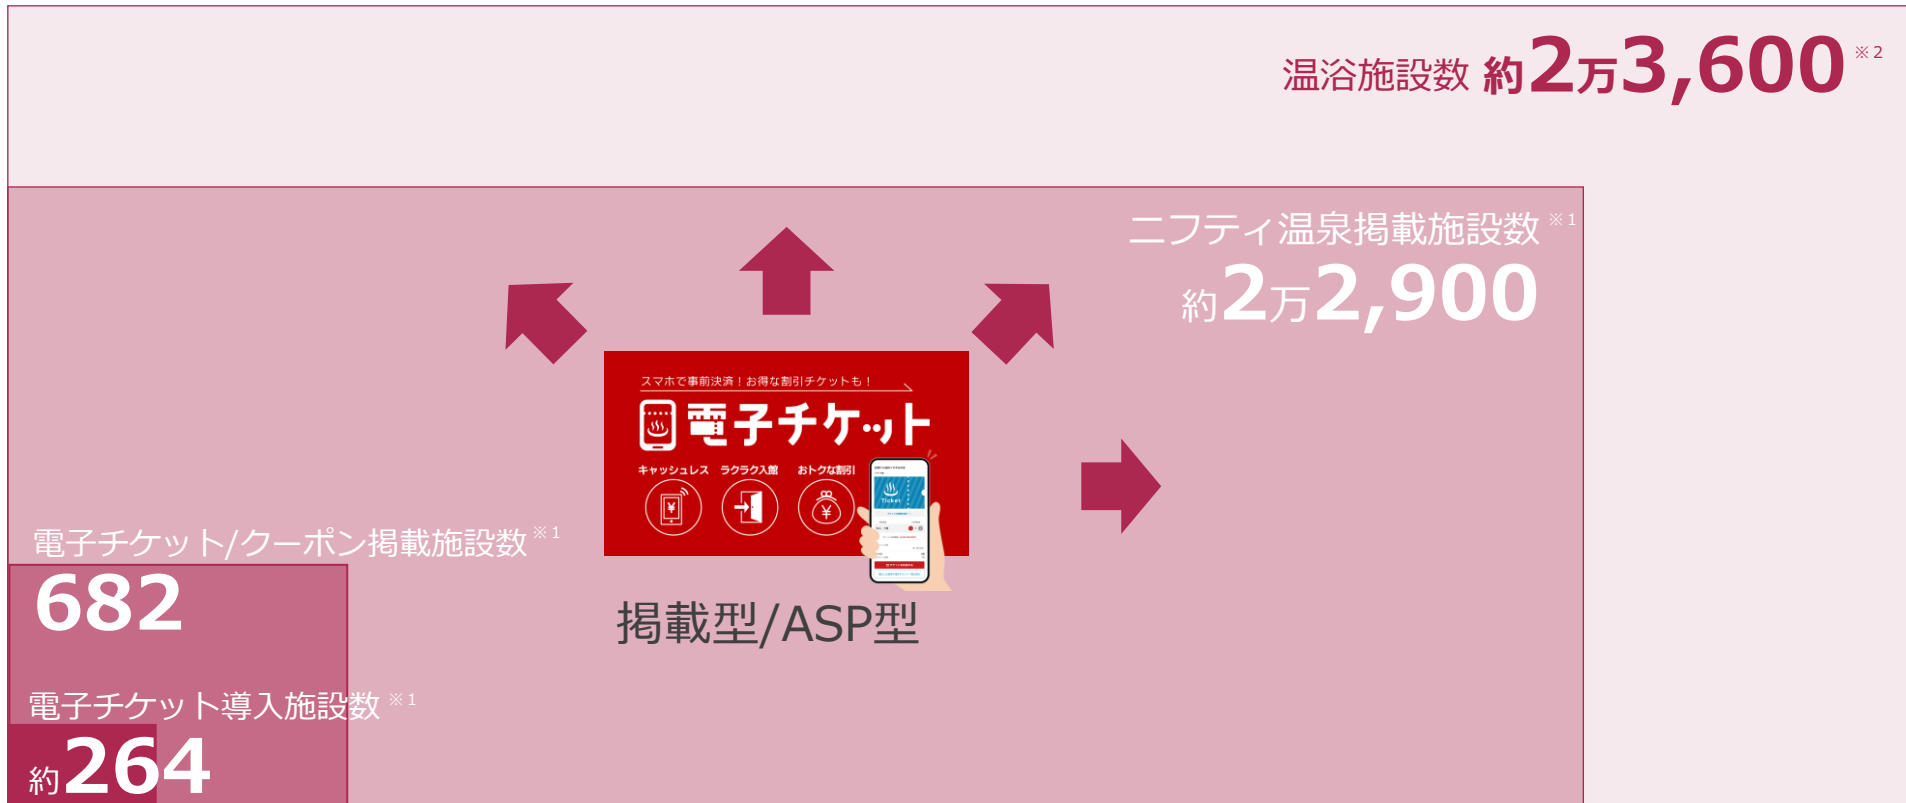 温浴施設数 約2万3,600 ※2
ニフティ温泉掲載施設数 ※1
約2万2,900
スマホで事前決済！お得な割引チケットも！
電子チケット
キャッシュレス ラクラク入館 おトクな割引
Ticket
掲載型/ASP型
電子チケット/クーポン掲載施設数 ※1
682
電子チケット導入施設数 ※1
約264